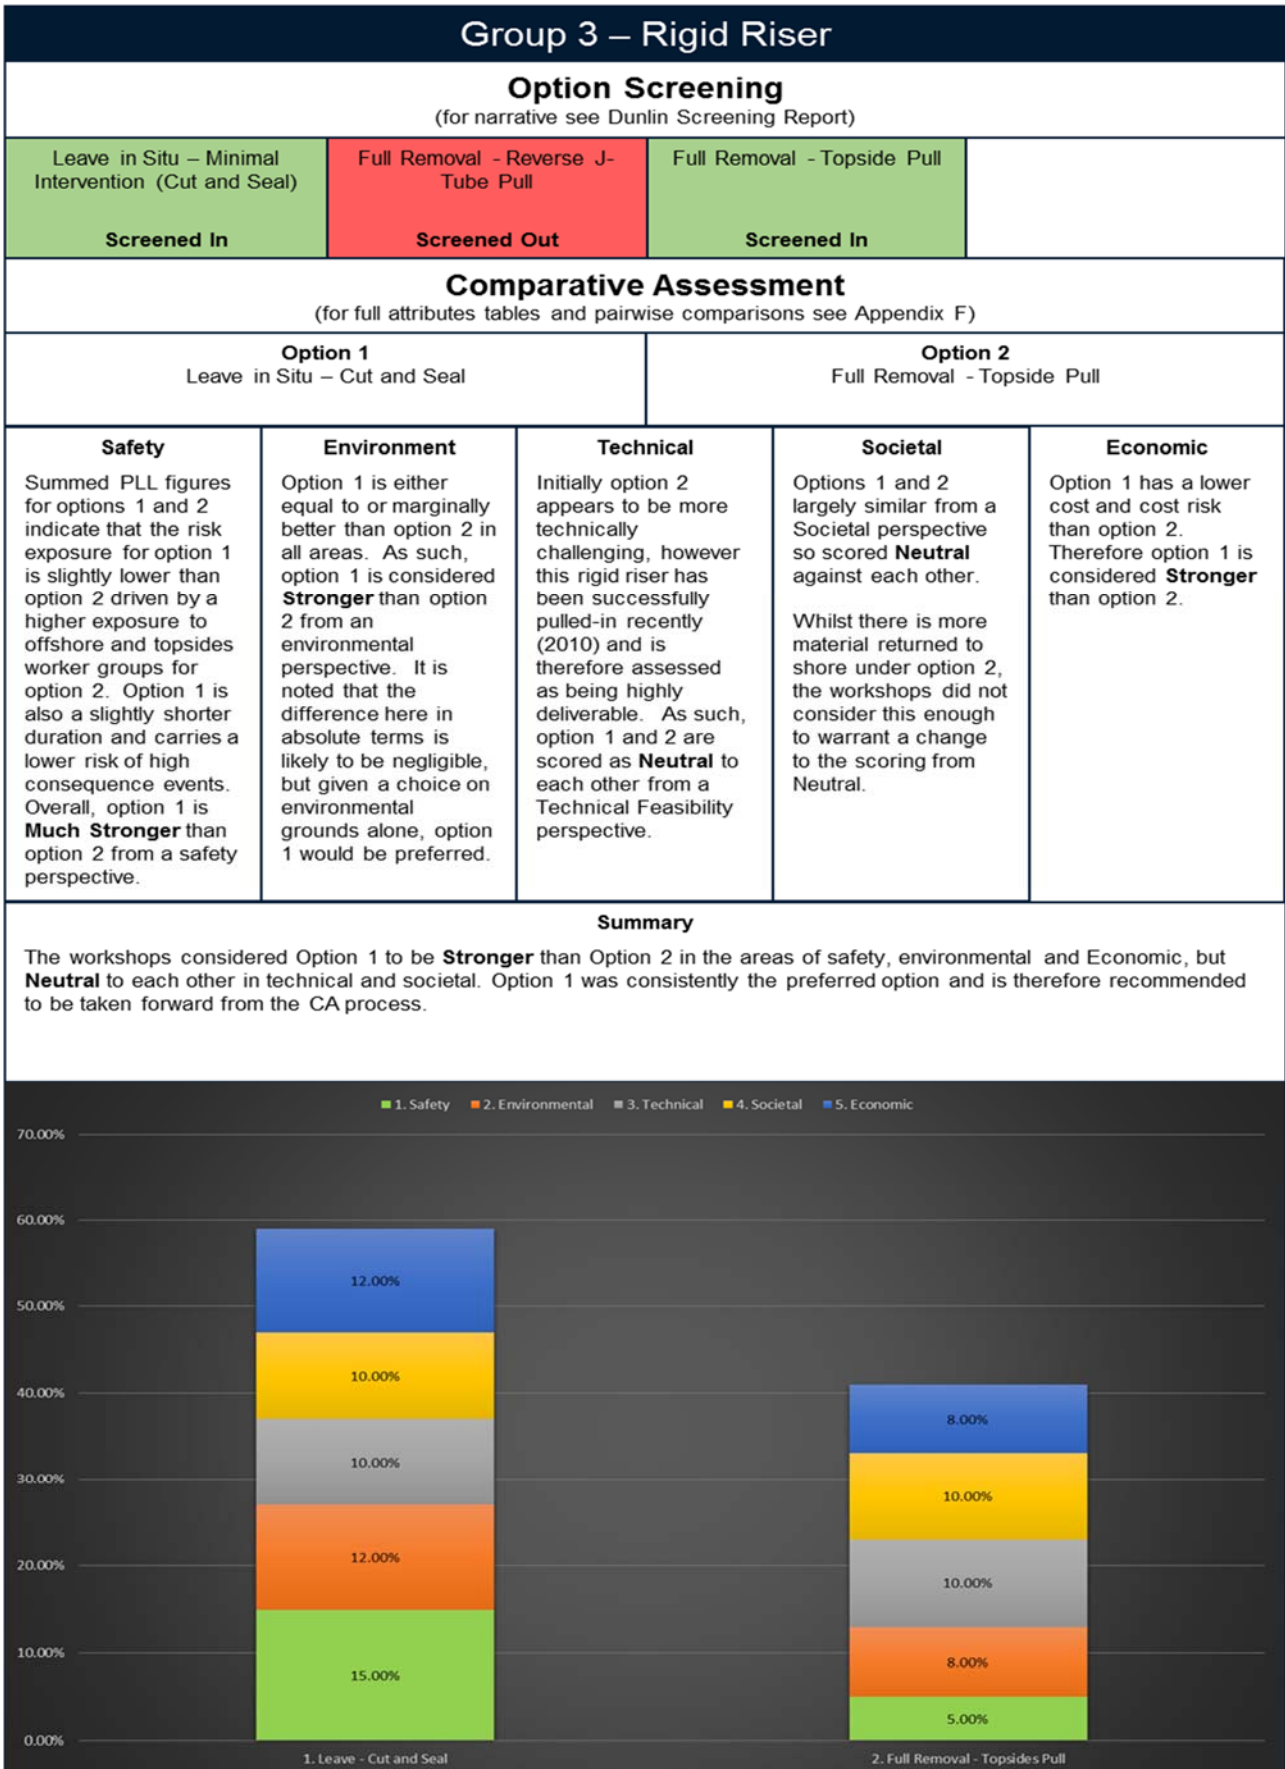 Group 3 – Rigid Riser
Option Screening
(for narrative see Dunlin Screening Report)
Leave in Situ – Minimal
Intervention (Cut and Seal)
Screened In
Full Removal - Reverse J-
Tube Pull
Screened Out
Full Removal - Topside Pull
Screened In
Comparative Assessment
(for full attributes tables and pairwise comparisons see Appendix F)
Option 1
Leave in Situ – Cut and Seal
Option 2
Full Removal - Topside Pull
Safety
Summed PLL figures
for options 1 and 2
indicate that the risk
exposure for option 1
is slightly lower than
option 2 driven by a
higher exposure to
offshore and topsides
worker groups for
option 2. Option 1 is
also a slightly shorter
duration and carries a
lower risk of high
consequence events.
Overall, option 1 is
Much Stronger than
option 2 from a safety
perspective.
Environment
Option 1 is either
equal to or marginally
better than option 2 in
all areas. As such,
option 1 is considered
Stronger than option
2 from an
environmental
perspective. It is
noted that the
difference here in
absolute terms is
likely to be negligible,
but given a choice on
environmental
grounds alone, option
1 would be preferred.
Technical
Initially option 2
appears to be more
technically
challenging, however
this rigid riser has
been successfully
pulled-in recently
(2010) and is
therefore assessed
as being highly
deliverable. As such,
option 1 and 2 are
scored as Neutral to
each other from a
Technical Feasibility
perspective.
Societal
Options 1 and 2
largely similar from a
Societal perspective
so scored Neutral
against each other.
Whilst there is more
material returned to
shore under option 2,
the workshops did not
consider this enough
to warrant a change
to the scoring from
Neutral.
Economic
Option 1 has a lower
cost and cost risk
than option 2.
Therefore option 1 is
considered Stronger
than option 2.
Summary
The workshops considered Option 1 to be Stronger than Option 2 in the areas of safety, environmental and Economic, but
Neutral to each other in technical and societal. Option 1 was consistently the preferred option and is therefore recommended
to be taken forward from the CA process.
1. Safety 2. Environmental 3. Technical 4. Societal 5. Economic
70.00%
60.00%
50.00%
40.00%
30.00%
20.00%
10.00%
0.00%
12.00%
10.00%
10.00%
12.00%
15.00%
8.00%
10.00%
10.00%
8.00%
5.00%
1. Leave - Cut and Seal
2. Full Removal - Topsides Pull